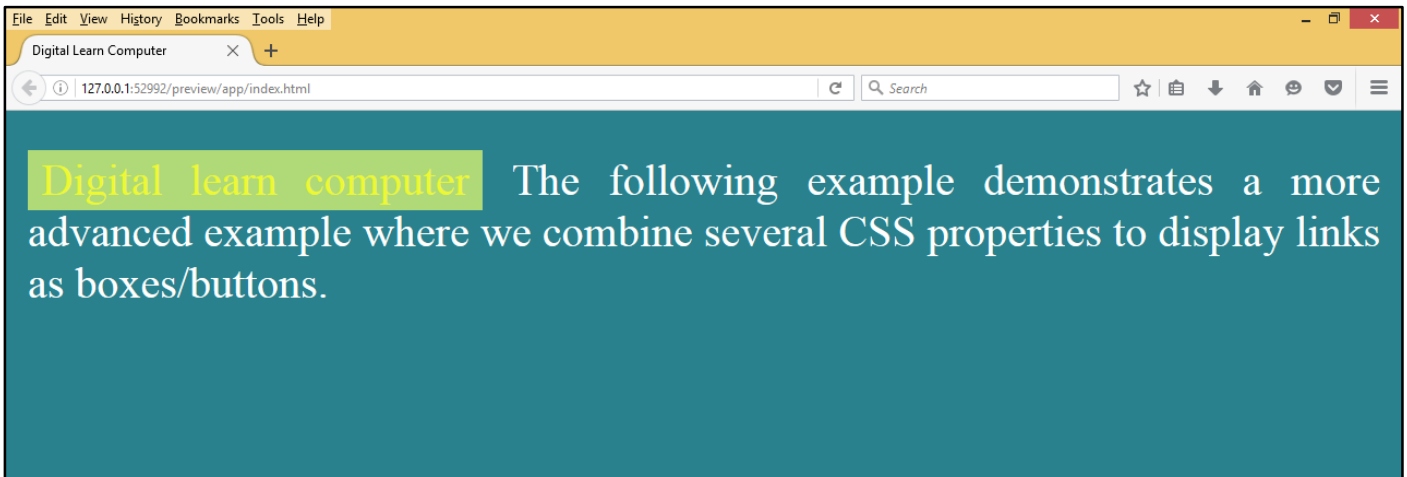 File Edit View History Bookmarks Tools Help
Digital Learn Computer
127.0.0.1:52992/preview/app/index.html Search
Digital learn computer The following example demonstrates a more
advanced example where we combine several CSS properties to display links
as boxes/buttons.